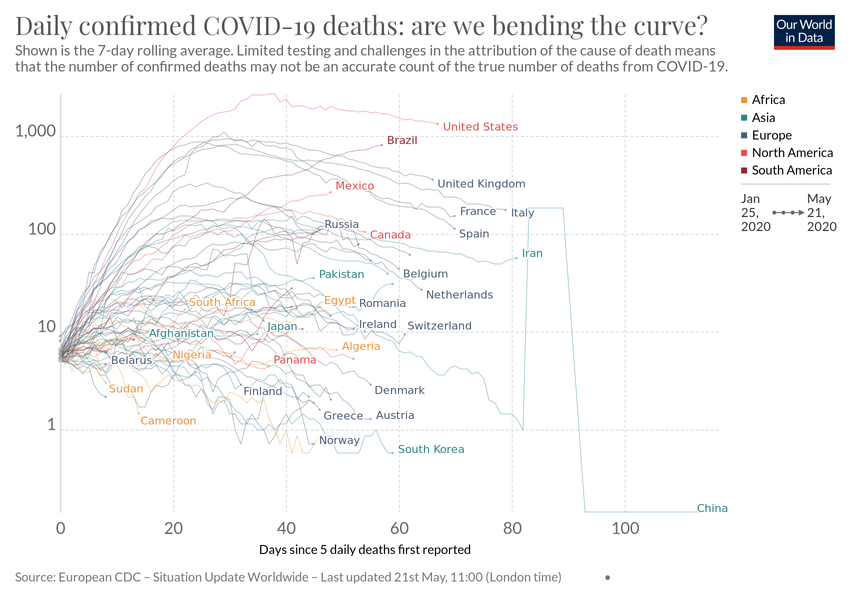 Daily confirmed COVID-19 deaths: are we bending the curve?
Our World
in Data
Shown is the 7-day rolling average. Limited testing and challenges in the attribution of the cause of death means
that the number of confirmed deaths may not be an accurate count of the true number of deaths from COVID-19.
Africa
Asia
Europe
North America
South America
Jan
25,
2020
May
21,
2020
1,000
100
10
1
United States
Brazil
United Kingdom
Mexico
France
Italy
Russia
Canada
Spain
Iran
Pakistan
Belgium
Netherlands
South Africa
Egypt
Romania
Japan
Ireland
Switzerland
Afghanistan
Algeria
Nigeria
Belarus
Panama
Sudan
Finland
Denmark
Cameroon
Greece
Austria
Norway
South Korea
China
0
20
40
60
80
100
Days since 5 daily deaths first reported
Source: European CDC – Situation Update Worldwide – Last updated 21st May, 11:00 (London time)